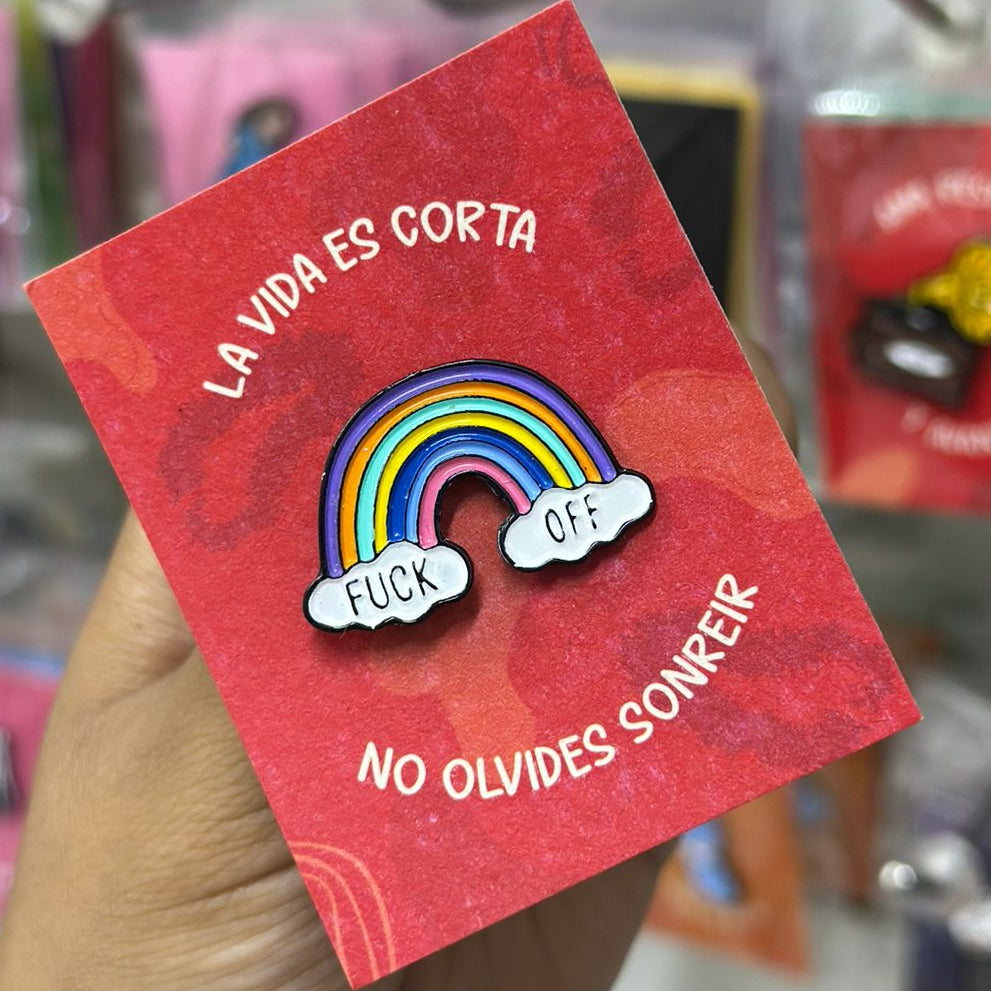 LA VIDA ES CORTA
FUCK
OFF
NO OLVIDES SONREIR